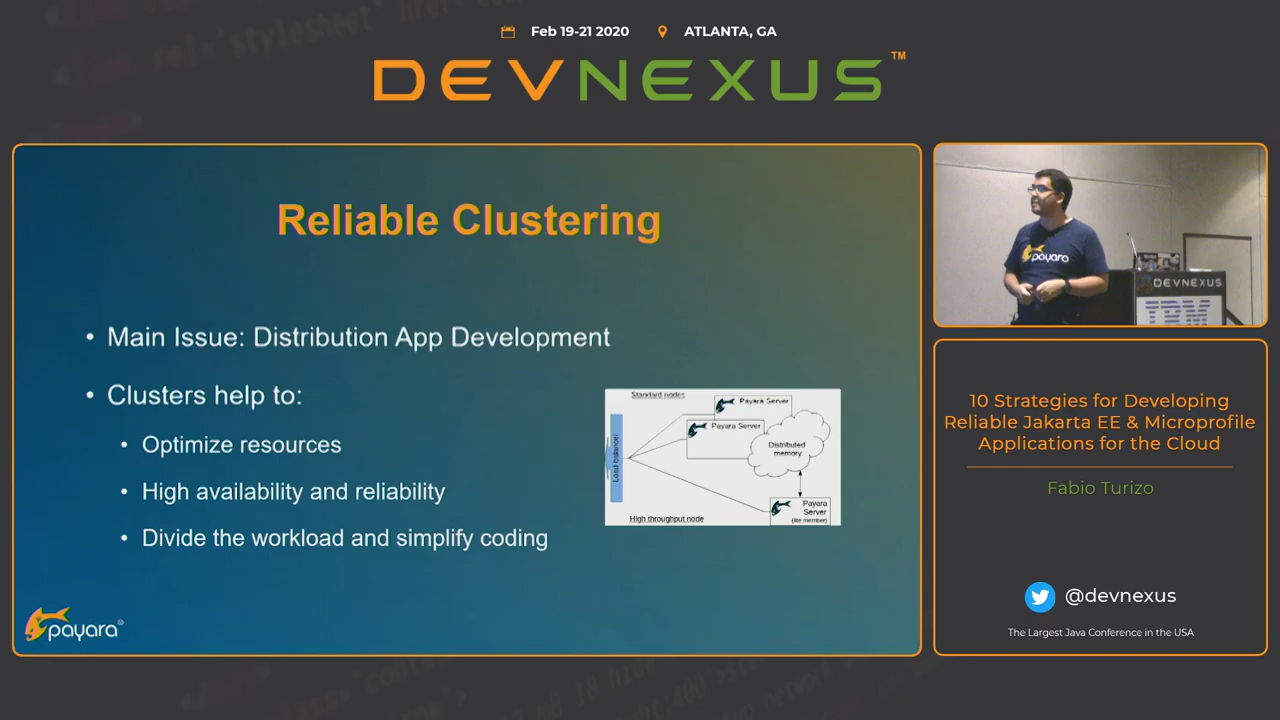 Feb 19-21 2020 ATLANTA, GA
DEVNEXUS™
Reliable Clustering
• Main Issue: Distribution App Development
• Clusters help to:
• Optimize resources
• High availability and reliability
• Divide the workload and simplify coding
Standard nodes
Payara Server
Payara Server
Distributed
memory
Payara
Server
(lite member)
High throughput node
payara®
payara
DEVNEXUS
IBM
10 Strategies for Developing
Reliable Jakarta EE & Microprofile
Applications for the Cloud
Fabio Turizo
@devnexus
The Largest Java Conference in the USA